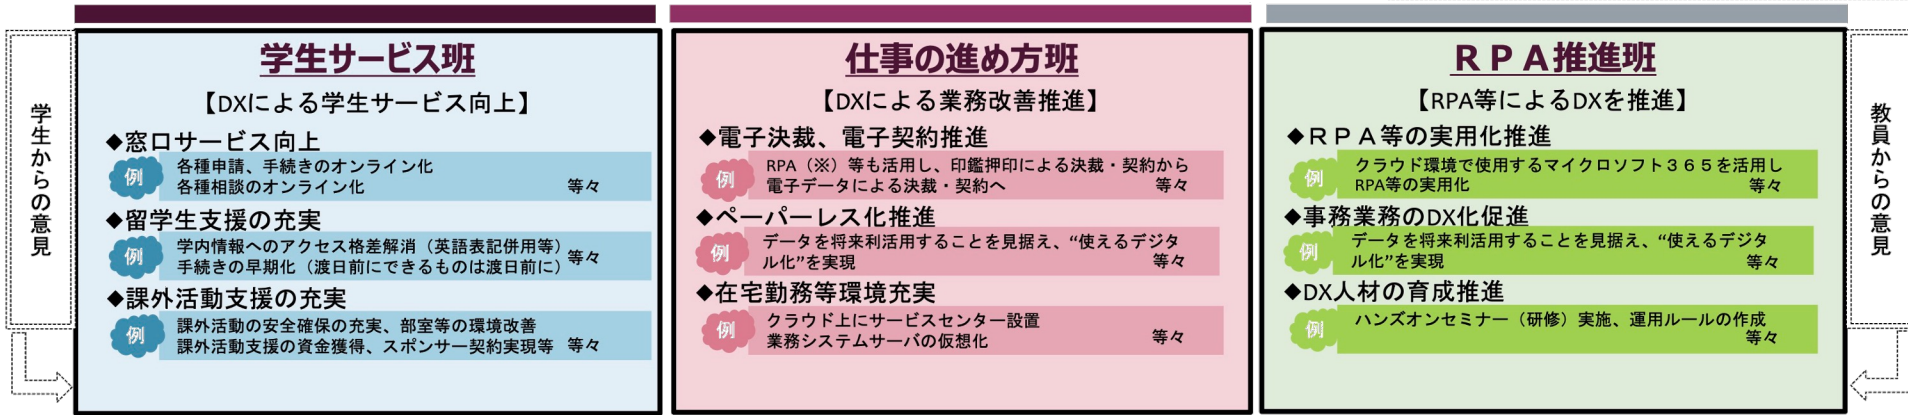 学生からの意見
学生サービス班
【DXによる学生サービス向上】
◆窓口サービス向上
例
各種申請、手続きのオンライン化
各種相談のオンライン化 等々
◆留学生支援の充実
例
学内情報へのアクセス格差解消（英語表記併用等）
手続きの早期化（渡日前にできるものは渡日前に） 等々
◆課外活動支援の充実
例
課外活動の安全確保の充実、部室等の環境改善
課外活動支援の資金獲得、スポンサー契約実現等 等々
仕事の進め方班
【DXによる業務改善推進】
◆電子決裁、電子契約推進
例
RPA（※）等も活用し、印鑑押印による決裁・契約から
電子データによる決裁・契約へ 等々
◆ペーパーレス化推進
例
データを将来利活用することを見据え、“使えるデジタ
ル化”を実現 等々
◆在宅勤務等環境充実
例
クラウド上にサービスセンター設置
業務システムサーバの仮想化 等々
ＲＰＡ推進班
【RPA等によるDXを推進】
◆ＲＰＡ等の実用化推進
例
クラウド環境で使用するマイクロソフト３６５を活用し
RPA等の実用化 等々
◆事務業務のDX化促進
例
データを将来利活用することを見据え、“使えるデジタ
ル化”を実現 等々
◆DX人材の育成推進
例
ハンズオンセミナー（研修）実施、運用ルールの作成
等々
教員からの意見